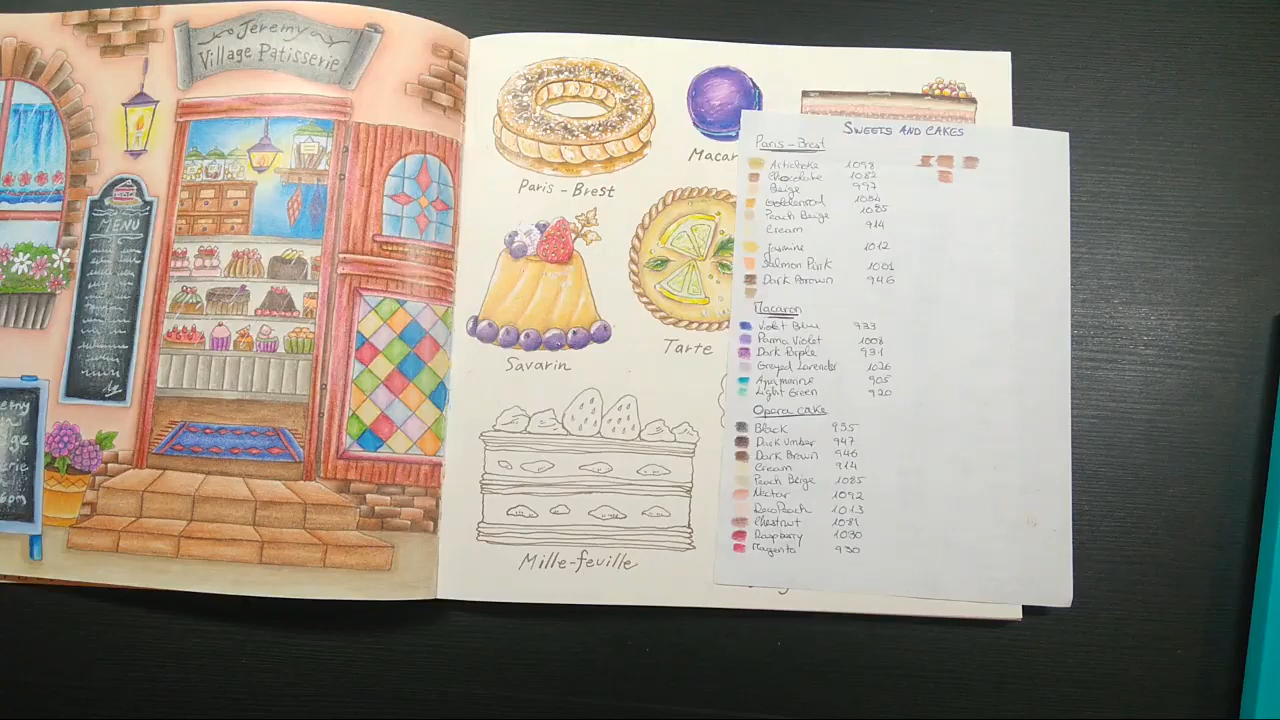 Jeremy
Village Patisserie
MENU
Paris-Brest
Macar
Savarin
Tarte
Mille-feuille
SWEETS AND CAKES
Paris-Brest
Artichoke 1098
Chocolate 1082
Beige 997
Goldenrod 1034
Peach Beige 1085
Cream 914
Jasmine 1012
Salmon Pink 1001
Dark Brown 946
Macaron
Violet Blue 933
Parma Violet 1008
Dark Purple 931
Greyed Lavender 1026
Aquamarine 905
Light Green 920
Opera cake
Black 935
Dark Umber 947
Dark Brown 946
Cream 914
Peach Beige 1085
Nectar 1092
Deco Peach 1013
Chestnut 1081
Raspberry 1030
Magenta 930